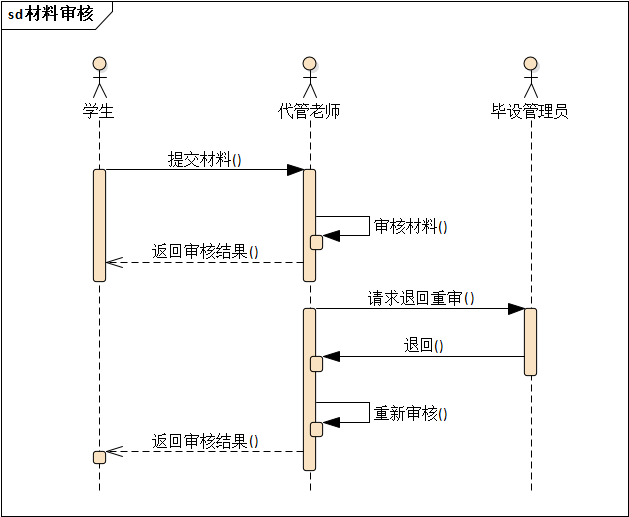 sd材料审核
学生
代管老师
毕设管理员
提交材料()
审核材料()
返回审核结果()
请求退回重审()
退回()
重新审核()
返回审核结果()